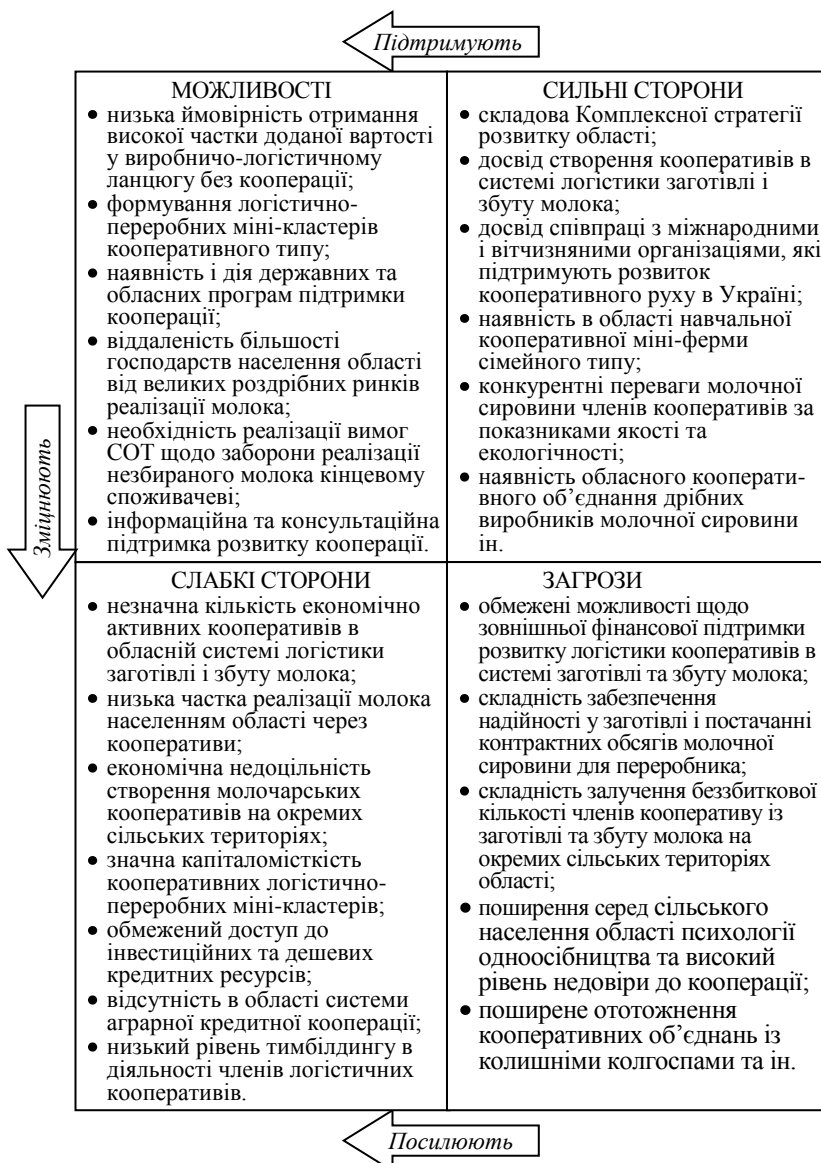 Підтримують
МОЖЛИВОСТІ
• низька ймовірність отримання
високої частки доданої вартості
у виробничо-логістичному
ланцюгу без кооперації;
• формування логістично-
переробних міні-кластерів
кооперативного типу;
• наявність і дія державних та
обласних програм підтримки
кооперації;
• віддаленість більшості
господарств населення області
від великих роздрібних ринків
реалізації молока;
• необхідність реалізації вимог
СОТ щодо заборони реалізації
незбираного молока кінцевому
споживачеві;
• інформаційна та консультаційна
підтримка розвитку кооперації.
СИЛЬНІ СТОРОНИ
• складова Комплексної стратегії
розвитку області;
• досвід створення кооперативів в
системі логістики заготівлі і
збуту молока;
• досвід співпраці з міжнародними
і вітчизняними організаціями, які
підтримують розвиток
кооперативного руху в Україні;
• наявність в області навчальної
кооперативної міні-ферми
сімейного типу;
• конкурентні переваги молочної
сировини членів кооперативів за
показниками якості та
екологічності;
• наявність обласного кооперати-
вного об’єднання дрібних
виробників молочної сировини
ін.
Зміцнюють
СЛАБКІ СТОРОНИ
• незначна кількість економічно
активних кооперативів в
обласній системі логістики
заготівлі і збуту молока;
• низька частка реалізації молока
населенням області через
кооперативи;
• економічна недоцільність
створення молочарських
кооперативів на окремих
сільських територіях;
• значна капіталомісткість
кооперативних логістично-
переробних міні-кластерів;
• обмежений доступ до
інвестиційних та дешевих
кредитних ресурсів;
• відсутність в області системи
аграрної кредитної кооперації;
• низький рівень тимбілдингу в
діяльності членів логістичних
кооперативів.
ЗАГРОЗИ
• обмежені можливості щодо
зовнішньої фінансової підтримки
розвитку логістики кооперативів в
системі заготівлі та збуту молока;
• складність забезпечення
надійності у заготівлі і постачанні
контрактних обсягів молочної
сировини для переробника;
• складність залучення беззбиткової
кількості членів кооперативу із
заготівлі та збуту молока на
окремих сільських територіях
області;
• поширення серед сільського
населення області психології
одноосібництва та високий
рівень недовіри до кооперації;
• поширене ототожнення
кооперативних об’єднань із
колишніми колгоспами та ін.
Посилюють